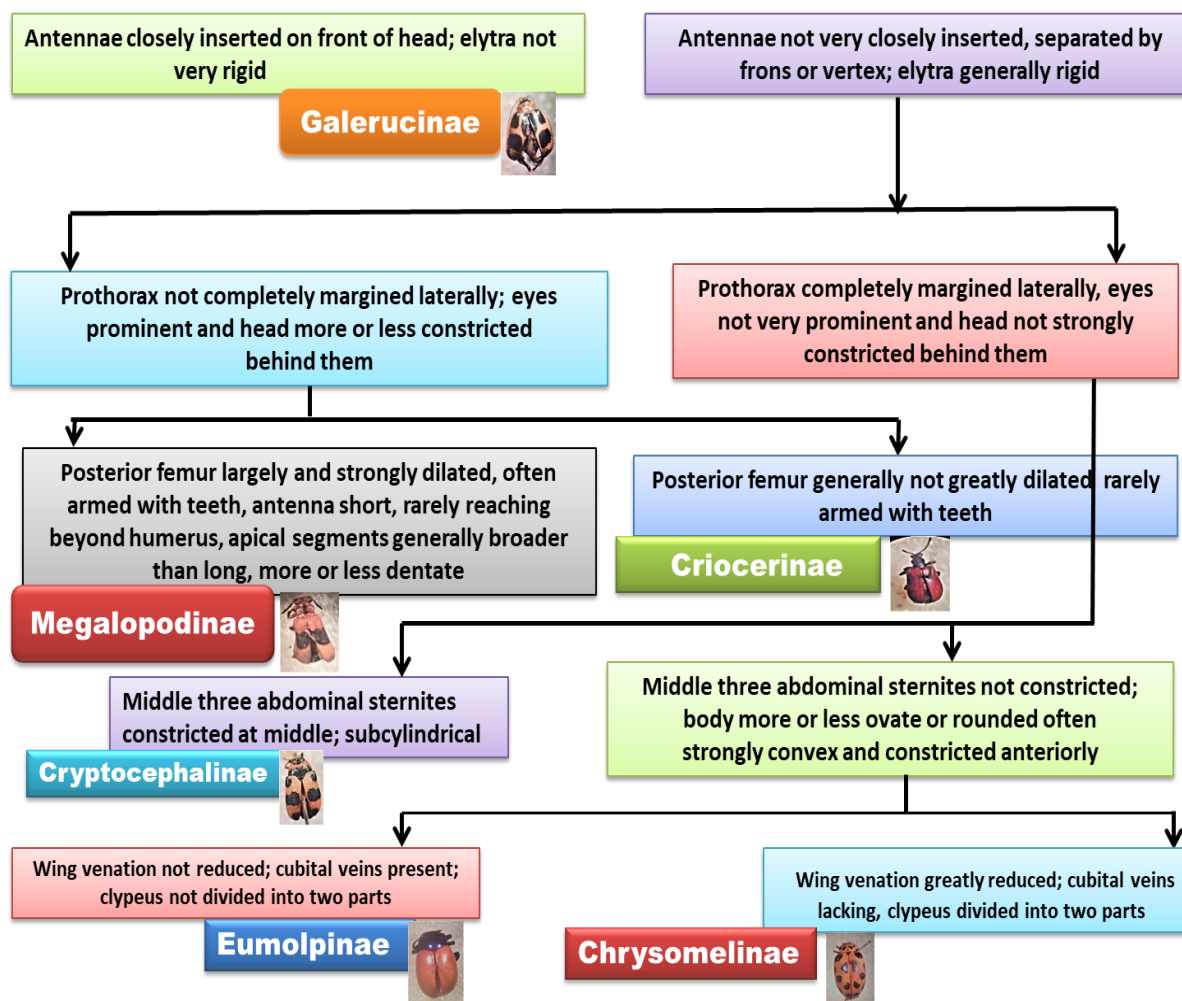 Antennae closely inserted on front of head; elytra not
very rigid
Galerucinae
Antennae not very closely inserted, separated by
frons or vertex; elytra generally rigid
Prothorax not completely margined laterally; eyes
prominent and head more or less constricted
behind them
Prothorax completely margined laterally, eyes
not very prominent and head not strongly
constricted behind them
Posterior femur largely and strongly dilated, often
armed with teeth, antenna short, rarely reaching
beyond humerus, apical segments generally broader
than long, more or less dentate
Megalopodinae
Posterior femur generally not greatly dilated rarely
armed with teeth
Criocerinae
Middle three abdominal sternites
constricted at middle; subcylindrical
Cryptocephalinae
Middle three abdominal sternites not constricted;
body more or less ovate or rounded often
strongly convex and constricted anteriorly
Wing venation not reduced; cubital veins present;
clypeus not divided into two parts
Eumolpinae
Wing venation greatly reduced; cubital veins
lacking, clypeus divided into two parts
Chrysomelinae